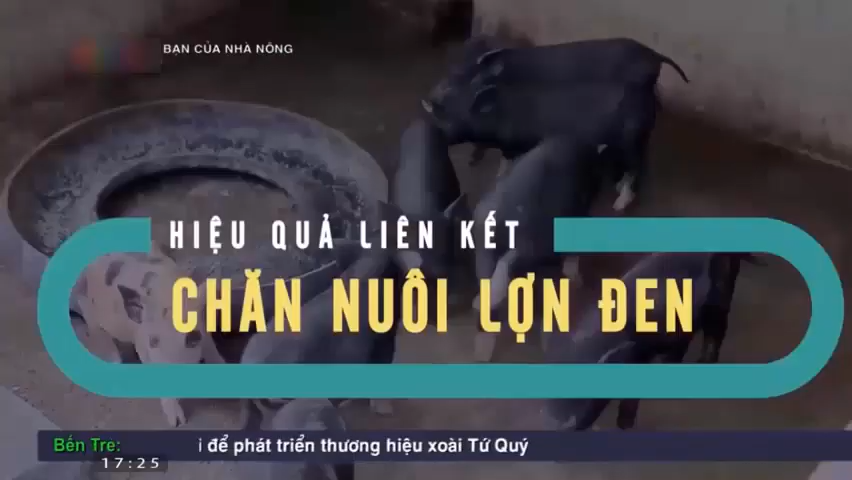 BẠN CỦA NHÀ NÔNG
HIỆU QUẢ LIÊN KẾT
CHĂN NUÔI LỢN ĐEN
Bến Tre: i để phát triển thương hiệu xoài Tứ Quý
17:25